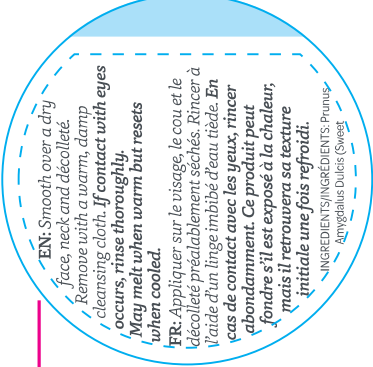 EN: Smooth over a dry
face, neck and décolleté.
Remove with a warm, damp
cleansing cloth. If contact with eyes
occurs, rinse thoroughly.
May melt when warm but resets
when cooled.
FR: Appliquer sur le visage, le cou et le
décolleté préalablement séchés. Rincer à
l'aide d'un linge imbibé d'eau tiède. En
cas de contact avec les yeux, rincer
abondamment. Ce produit peut
fondre s'il est exposé à la chaleur,
mais il retrouvera sa texture
initiale une fois refroidi.
INGREDIENTS/INGRÉDIENTS: Prunus
Amygdalus Dulcis (Sweet